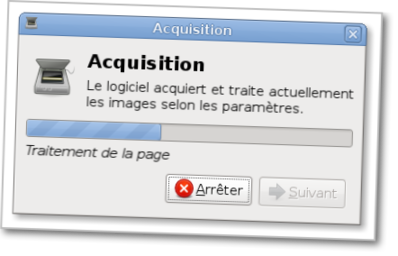 Acquisition
Acquisition
Le logiciel acquiert et traite actuellement
les images selon les paramètres.
Traitement de la page
Arrêter
Suivant